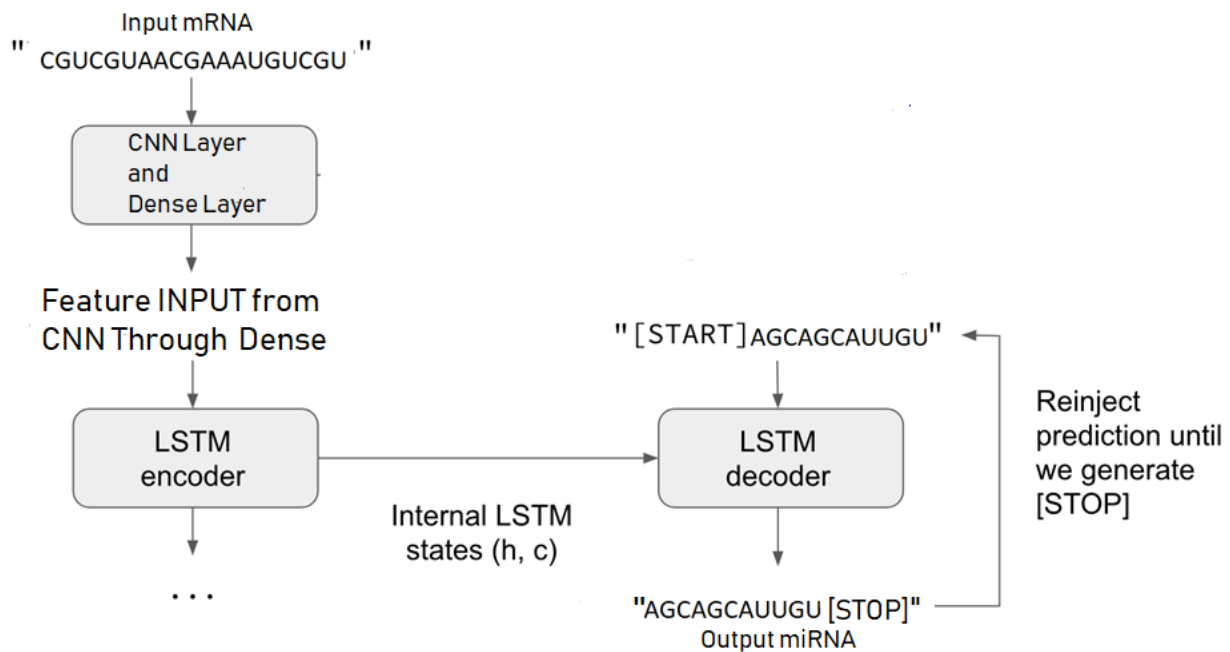 Input mRNA
" CGUCGUAACGAAAUGUCGU "
CNN Layer
and
Dense Layer
Feature INPUT from
CNN Through Dense
LSTM
encoder
...
Internal LSTM
states (h, c)
"[START]AGCAGCAUUGU"
LSTM
decoder
"AGCAGCAUUGU[STOP]"
Output miRNA
Reinject
prediction until
we generate
[STOP]